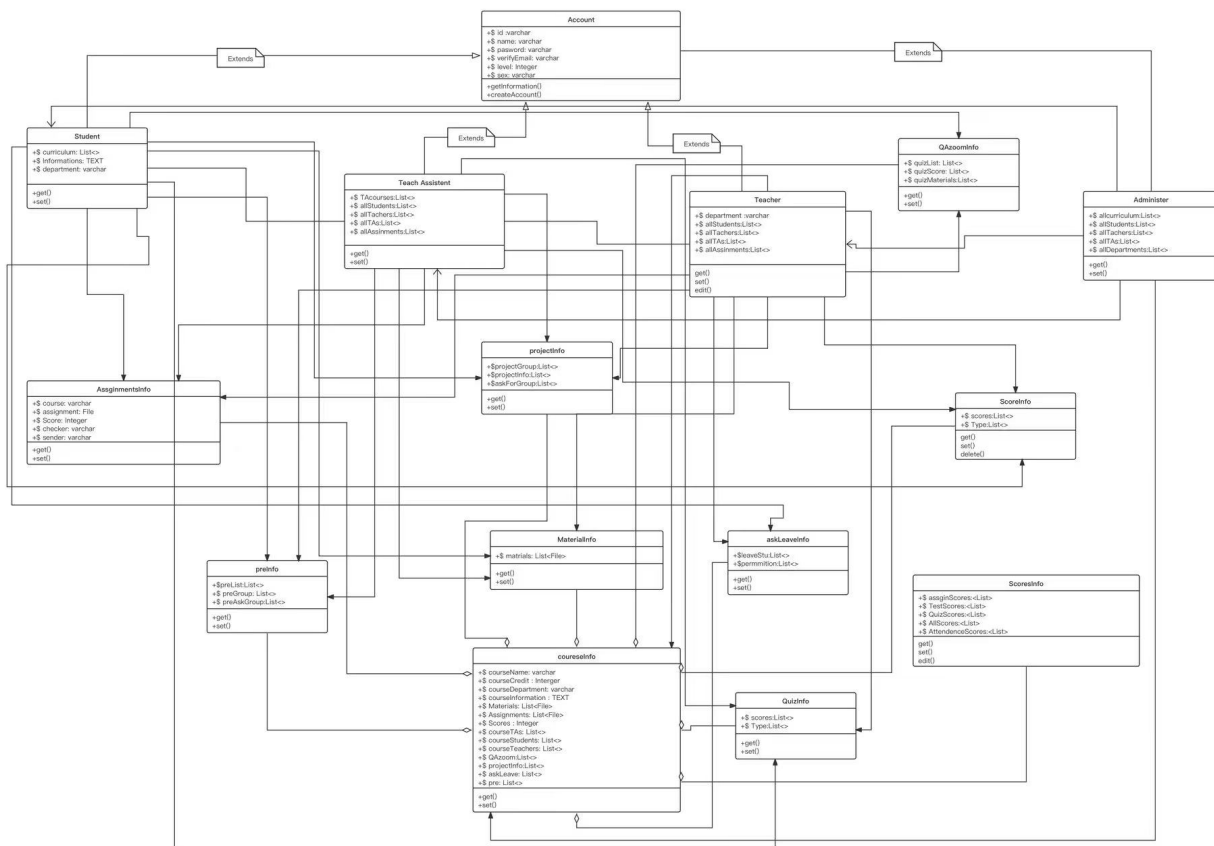 Account
+$ id :varchar
+$ name: varchar
+$ pasword: varchar
+$ verifyEmail: varchar
+$ level: Integer
+$ sex: varchar
+getInformation()
+createAccount()
Extends
Extends
Extends
Extends
Student
+$ curriculum: List<>
+$ Informations: TEXT
+$ department: varchar
+get()
+set()
Teach Assistent
+$ TAcourses:List<>
+$ allStudents:List<>
+$ allTachers:List<>
+$ allTAs:List<>
+$ allAssinments:List<>
+get()
+set()
Teacher
+$ department :varchar
+$ allStudents:List<>
+$ allTachers:List<>
+$ allTAs:List<>
+$ allAssinments:List<>
get()
set()
edit()
QAzoomInfo
+$ quizList: List<>
+$ quizScore: List<>
+$ quizMaterials:List<>
+get()
+set()
Administer
+$ allcurriculum:List<>
+$ allStudents:List<>
+$ allTachers:List<>
+$ allTAs:List<>
+$ allDepartments:List<>
+get()
+set()
projectInfo
+$projectGroup:List<>
+$projectInfo:List<>
+$askForGroup:List<>
+get()
+set()
AssginmentsInfo
+$ course: varchar
+$ assignment: File
+$ Score: Integer
+$ checker: varchar
+$ sender: varchar
+get()
+set()
ScoreInfo
+$ scores:List<>
+$ Type:List<>
get()
set()
delete()
MaterialInfo
+$ matrials: List<File>
+get()
+set()
askLeaveInfo
+$leaveStu:List<>
+$permmition:List<>
+get()
+set()
preInfo
+$preList:List<>
+$ preGroup: List<>
+$ preAskGroup:List<>
+get()
+set()
ScoresInfo
+$ assginScores:<List>
+$ TestScores:<List>
+$ QuizScores:<List>
+$ AllScores:<List>
+$ AttendenceScores:<List>
get()
set()
edit()
coureseInfo
+$ courseName: varchar
+$ courseCredit : Interger
+$ courseDepartment: varchar
+$ courseInformation : TEXT
+$ Materials: List<File>
+$ Assignments: List<File>
+$ Scores : Integer
+$ courseTAs: List<>
+$ courseStudents: List<>
+$ courseTeachers: List<>
+$ QAzoom:List<>
+$ projectInfo:List<>
+$ askLeave: List<>
+$ pre: List<>
+get()
+set()
QuizInfo
+$ scores:List<>
+$ Type:List<>
+get()
+set()